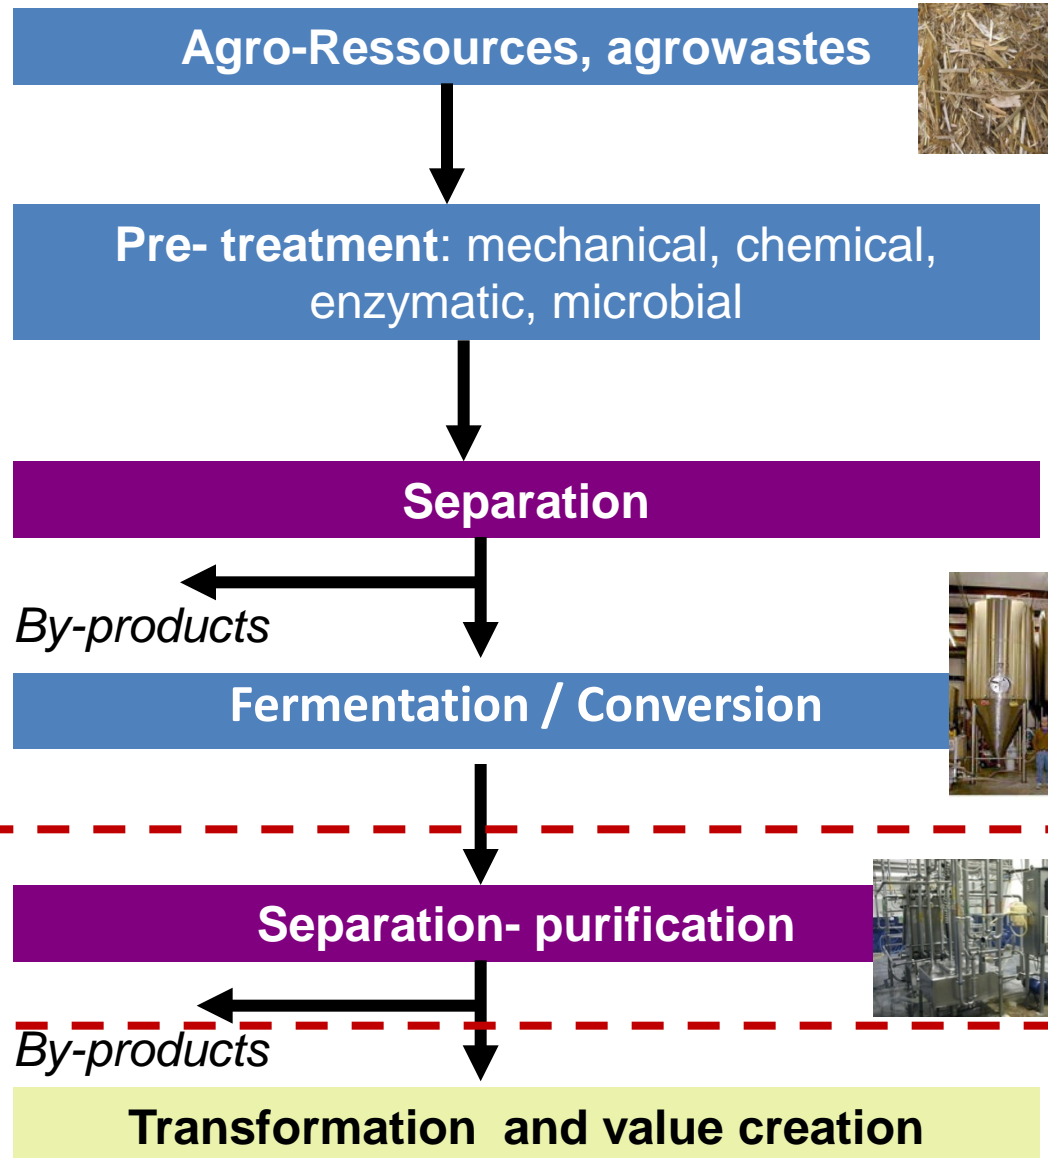 Agro-Ressources, agrowastes
Pre- treatment: mechanical, chemical,
enzymatic, microbial
Separation
By-products
Fermentation / Conversion
Separation- purification
By-products
Transformation and value creation